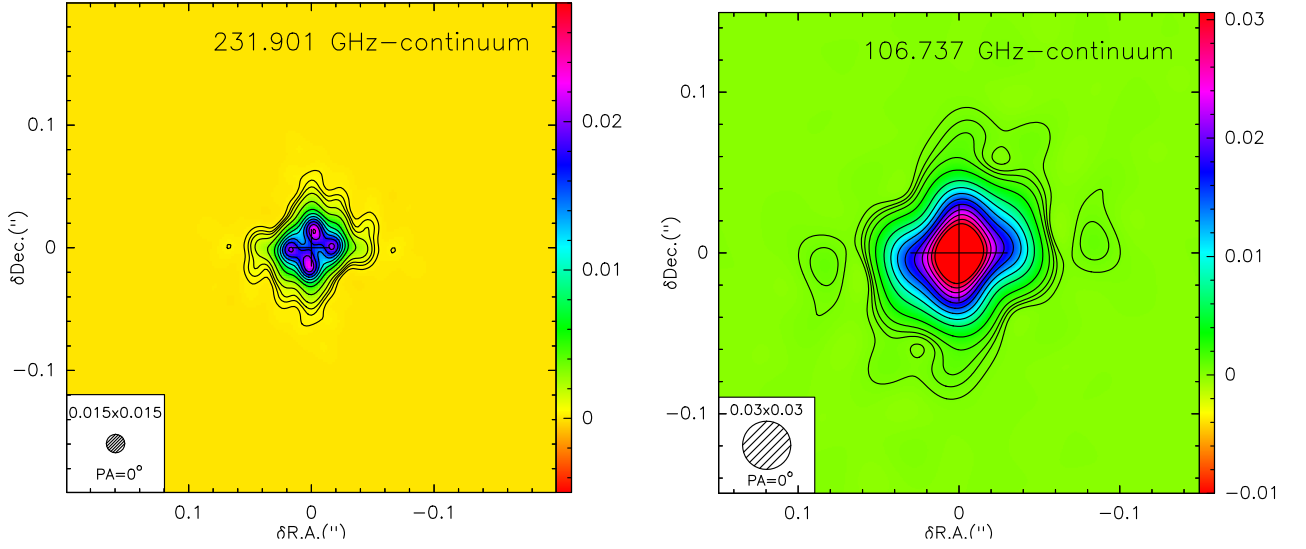 231.901 GHz−continuum
0.1
0
−0.1
δDec.(")
0.015x0.015
PA=0°
0.1
0
−0.1
δR.A.(")
0.02
0.01
0
106.737 GHz−continuum
0.1
0
−0.1
δDec.(")
0.03x0.03
PA=0°
0.1
0
−0.1
δR.A.(")
0.03
0.02
0.01
0
−0.01